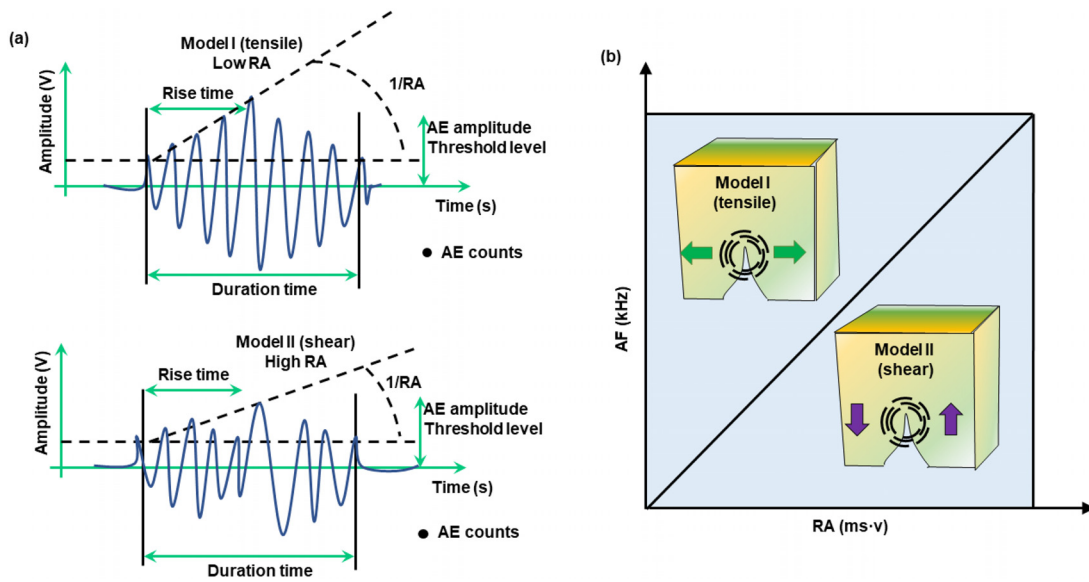 (a)
Model I (tensile)
Low RA
1/RA
Rise time
Amplitude (V)
AE amplitude
Threshold level
Time (s)
AE counts
Duration time
Model II (shear)
High RA
1/RA
Rise time
Amplitude (V)
AE amplitude
Threshold level
Time (s)
AE counts
Duration time
(b)
AF (kHz)
Model I
(tensile)
Model II
(shear)
RA (ms·v)